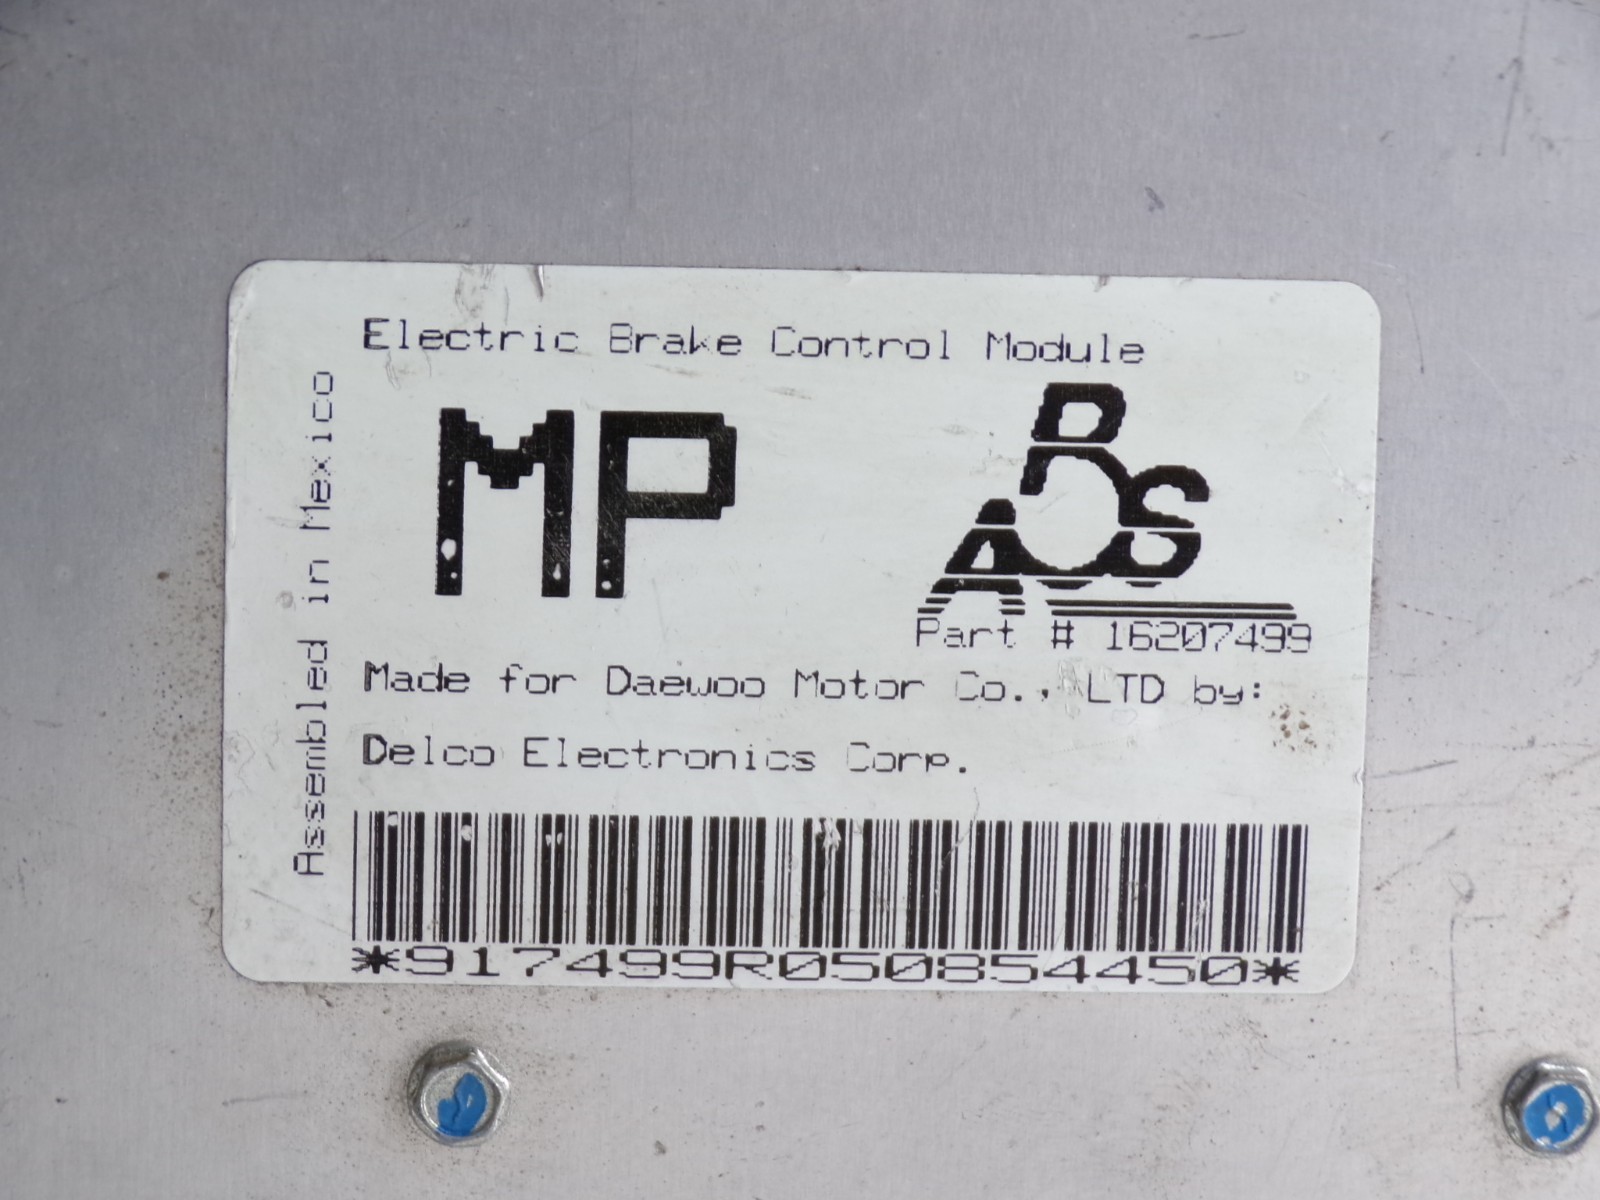 Electric Brake Control Module
Assembled in Mexico
MP
ABS
Part # 16207499
Made for Daewoo Motor Co., LTD by:
Delco Electronics Corp.
*917499R050854450*